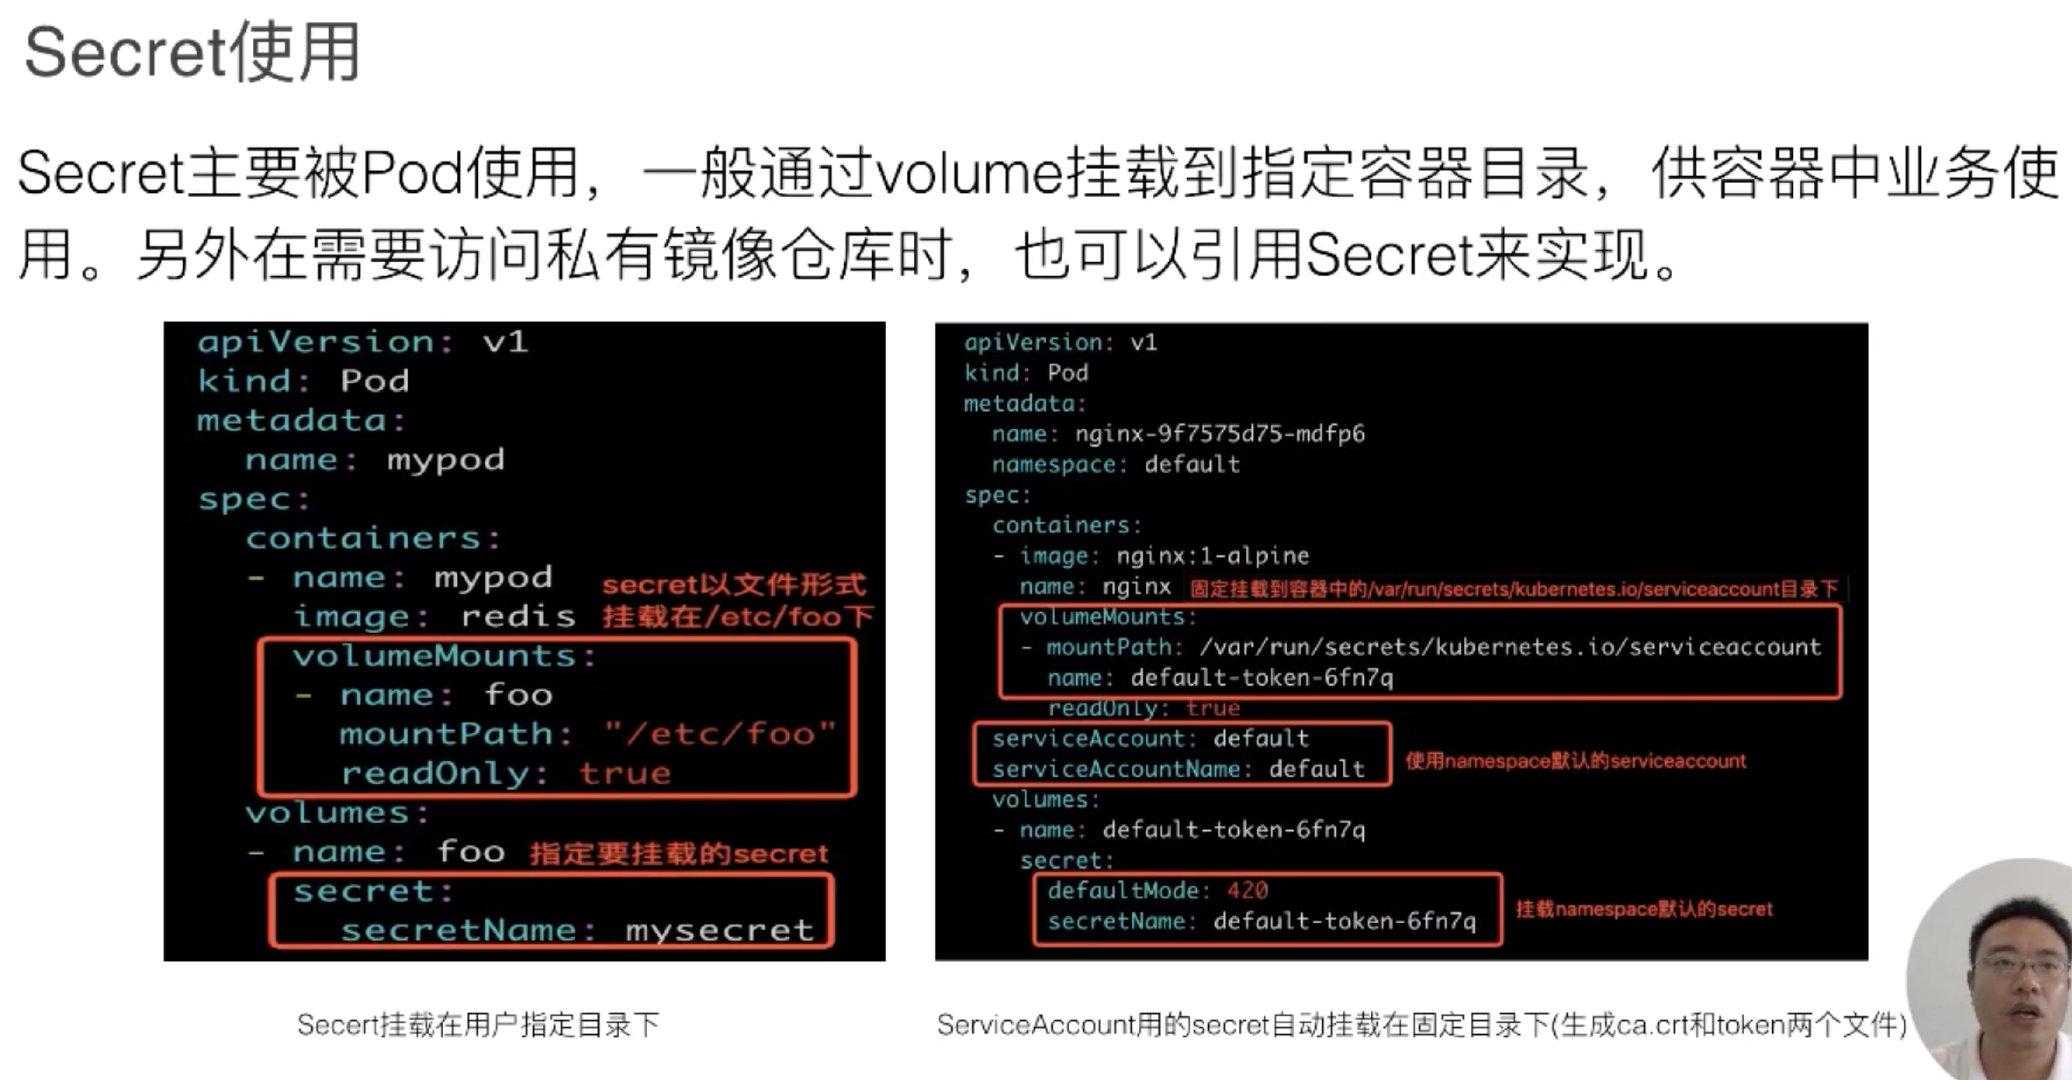 Secret使用
Secret主要被Pod使用，一般通过volume挂载到指定容器目录，供容器中业务使
用。另外在需要访问私有镜像仓库时，也可以引用Secret来实现。
apiVersion: v1
kind: Pod
metadata:
  name: mypod
spec:
  containers:
  - name: mypod
secret以文件形式
    image: redis
挂载在/etc/foo下
    volumeMounts:
    - name: foo
      mountPath: "/etc/foo"
      readOnly: true
  volumes:
  - name: foo 指定要挂载的secret
    secret:
      secretName: mysecret
Secert挂载在用户指定目录下
apiVersion: v1
kind: Pod
metadata:
  name: nginx-9f7575d75-mdfp6
  namespace: default
spec:
  containers:
  - image: nginx:1-alpine
    name: nginx 固定挂载到容器中的/var/run/secrets/kubernetes.io/serviceaccount目录下
    volumeMounts:
    - mountPath: /var/run/secrets/kubernetes.io/serviceaccount
      name: default-token-6fn7q
      readOnly: true
  serviceAccount: default
  serviceAccountName: default
使用namespace默认的serviceaccount
  volumes:
  - name: default-token-6fn7q
    secret:
      defaultMode: 420
      secretName: default-token-6fn7q
挂载namespace默认的secret
ServiceAccount用的secret自动挂载在固定目录下(生成ca.crt和token两个文件)